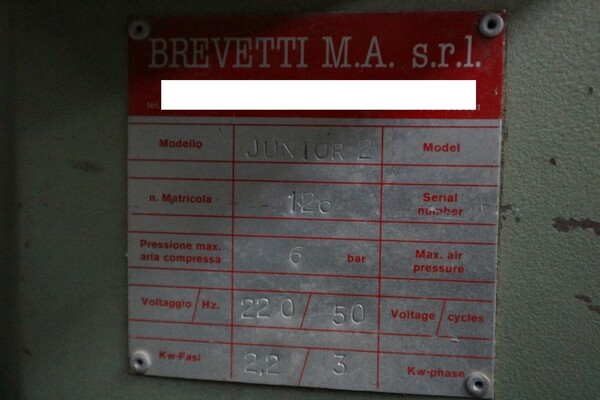 BREVETTI M.A. s.r.l.
Modello JUNIOR 2 Model
n. Matricola 126 Serial number
Pressione max. aria compressa 6 bar Max. air pressure
Voltaggio / Hz. 220 / 50 Voltage / cycles
Kw-Fasi 2,2 / 3 Kw-phase